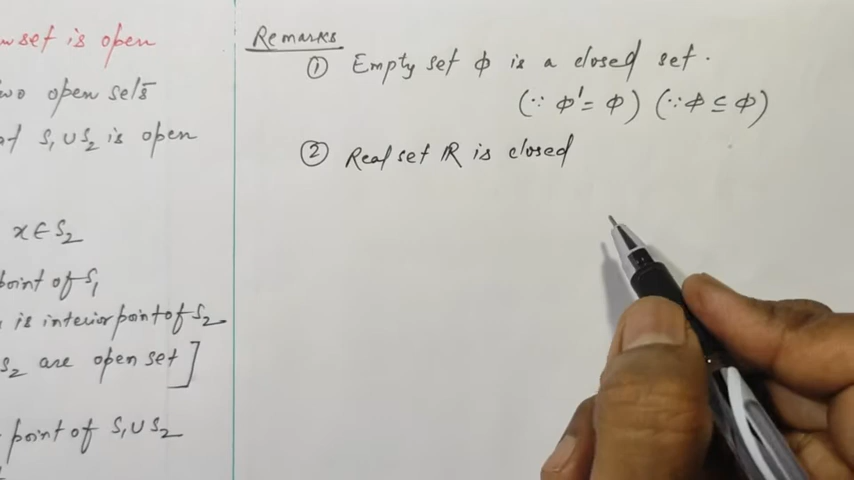 set is open
two open sets
S₁ ∪ S₂ is open
x ∈ S₂
point of S₁
is interior point of S₂
S₂ are open set]
point of S₁ ∪ S₂
Remarks
① Empty set ϕ is a closed set.
(∵ ϕ' = ϕ) (∵ ϕ ⊆ ϕ)
② Real set ℝ is closed